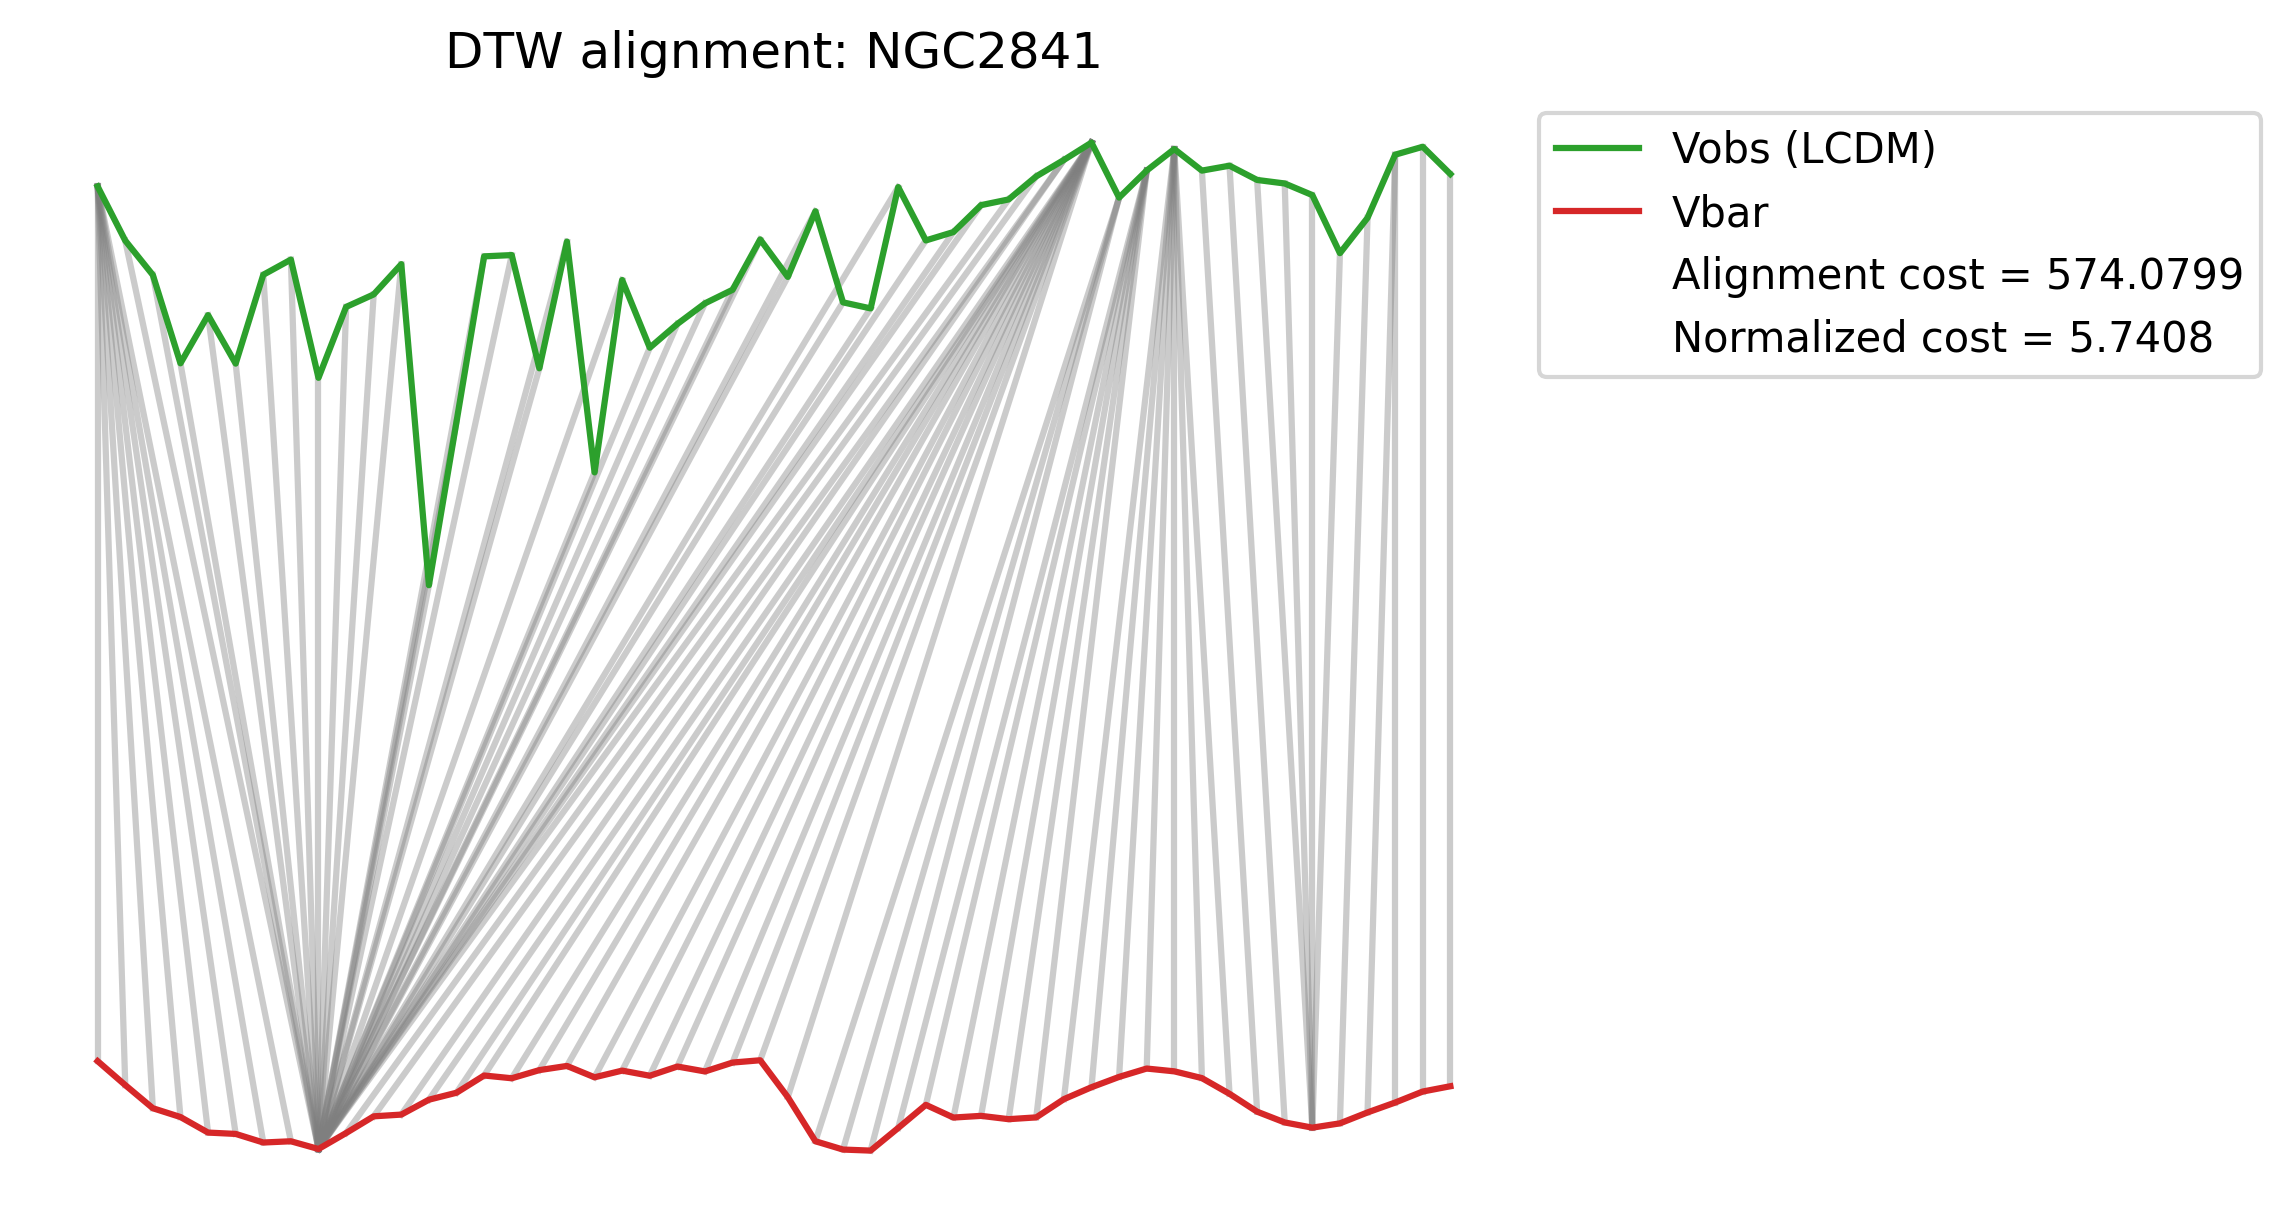 DTW alignment: NGC2841
Vobs (LCDM)
Vbar
Alignment cost = 574.0799
Normalized cost = 5.7408